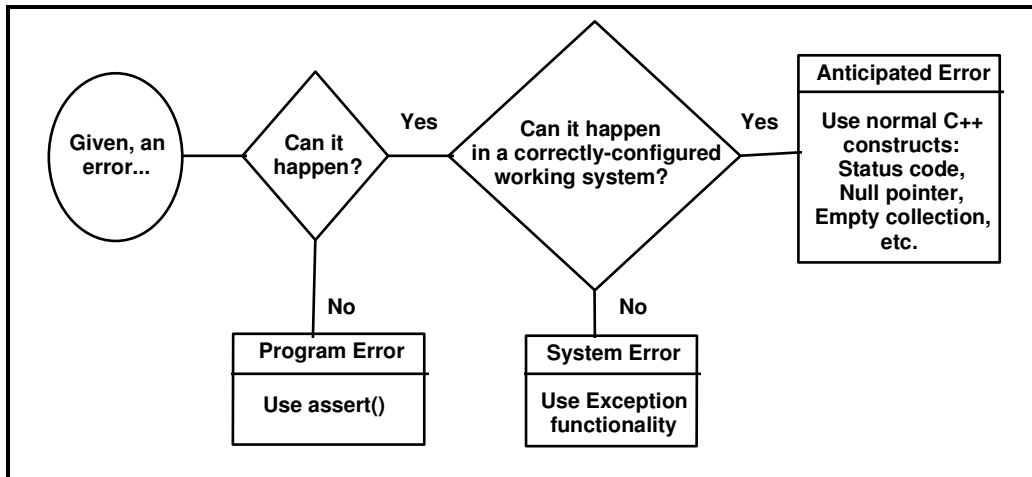 Given, an
error...
Can it
happen?
Yes
No
Program Error
Use assert()
Can it happen
in a correctly-configured
working system?
Yes
No
System Error
Use Exception
functionality
Anticipated Error
Use normal C++
constructs:
Status code,
Null pointer,
Empty collection,
etc.